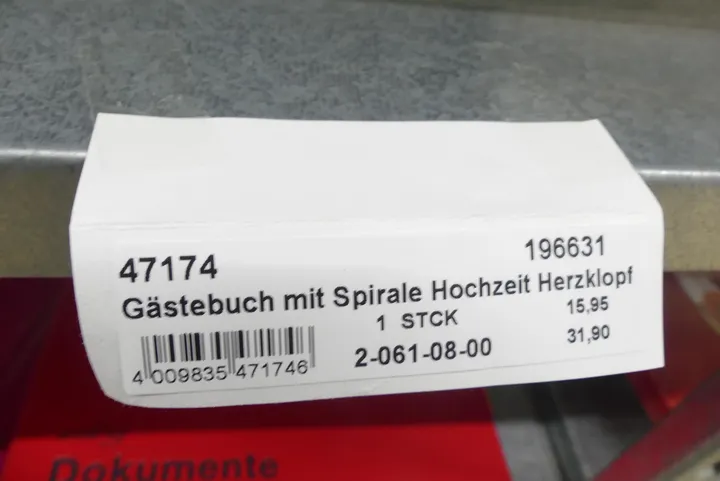 47174 196631
Gästebuch mit Spirale Hochzeit Herzklopf
1 STCK 15,95
2-061-08-00 31,90
4 009835 471746
Dokumente